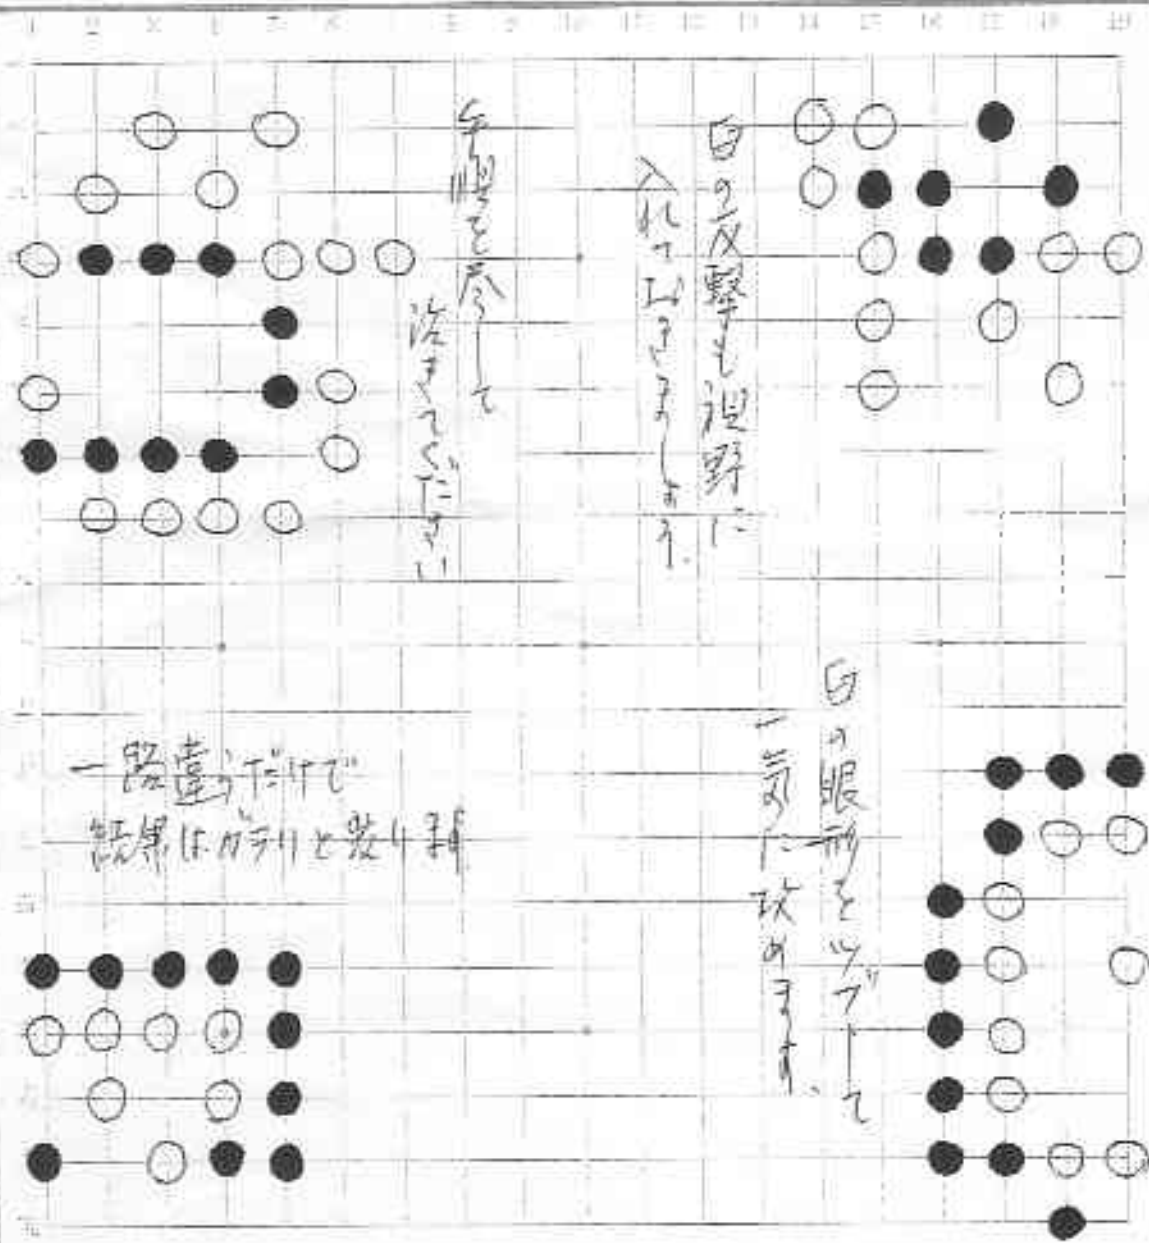 白の反撃も視野に
入れておきましょう。
手順を尽くして
活きてください
一路違うだけで
結果はガラリと変ります
白の眼形をツブして
一気に攻めます。